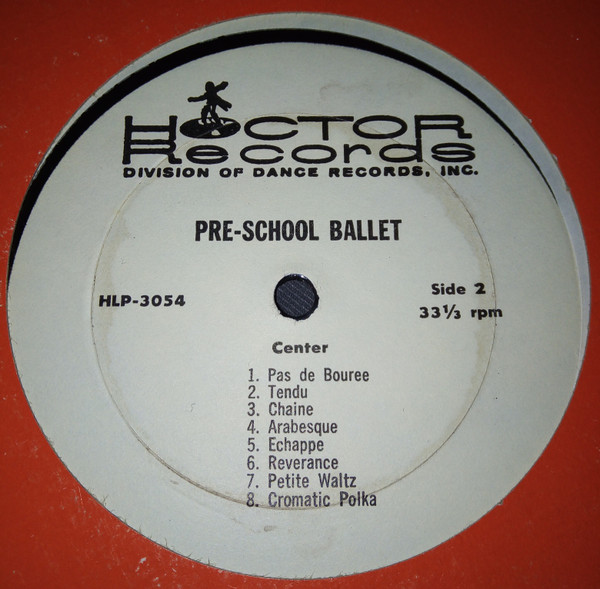 HOCTOR
Records
DIVISION OF DANCE RECORDS, INC.
PRE-SCHOOL BALLET
HLP-3054
Side 2
33⅓ rpm
Center
1. Pas de Bouree
2. Tendu
3. Chaine
4. Arabesque
5. Echappe
6. Reverance
7. Petite Waltz
8. Cromatic Polka